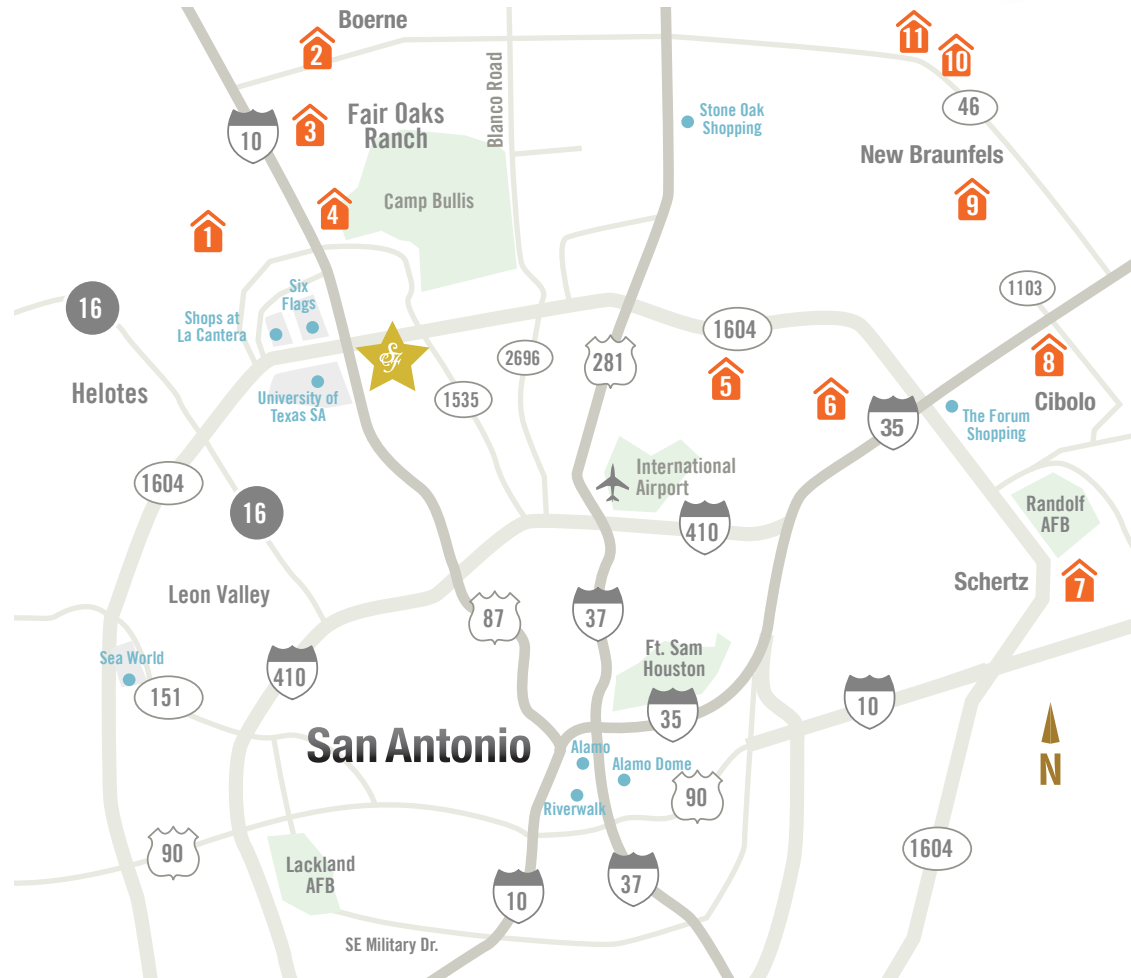 Boerne
2
11
10
10
3
Fair Oaks
Ranch
Blanco Road
Stone Oak
Shopping
46
New Braunfels
4
Camp Bullis
9
1
16
Six
Flags
Shops at
La Cantera
1103
1604
SF
2696
281
5
8
Helotes
University of
Texas SA
1535
6
35
Cibolo
The Forum
Shopping
1604
International
Airport
16
410
Randolf
AFB
Leon Valley
Schertz
7
87
37
Sea World
410
Ft. Sam
Houston
151
35
10
San Antonio
Alamo
Alamo Dome
Riverwalk
90
N
90
Lackland
AFB
10
37
1604
SE Military Dr.